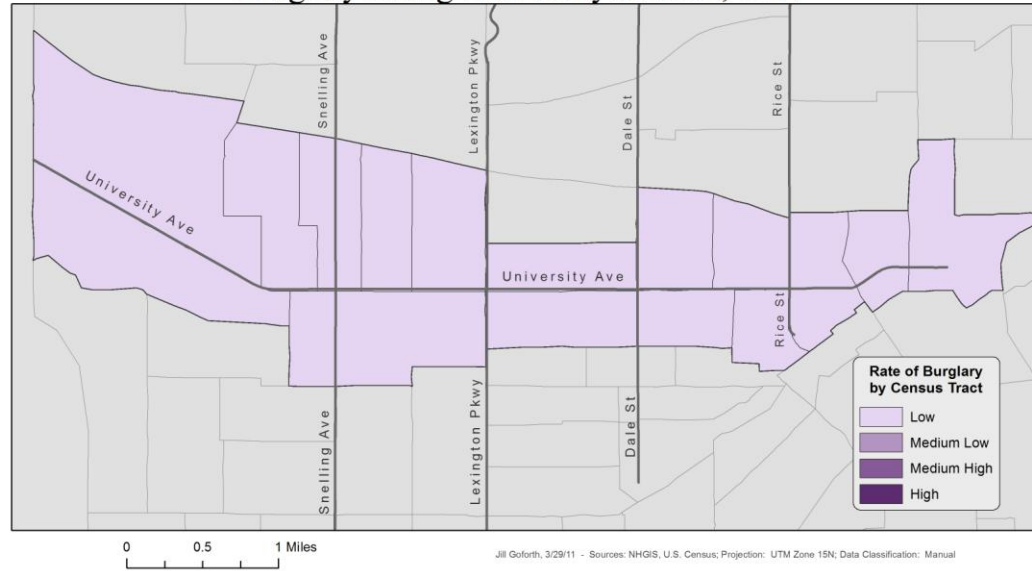 Snelling Ave
Lexington Pkwy
Dale St
Rice St
University Ave
University Ave
Rice St
Snelling Ave
Lexington Pkwy
Dale St
Rate of Burglary
by Census Tract
Low
Medium Low
Medium High
High
0 0.5 1 Miles
Jill Goforth, 3/29/11 - Sources: NHGIS, U.S. Census; Projection: UTM Zone 15N; Data Classification: Manual